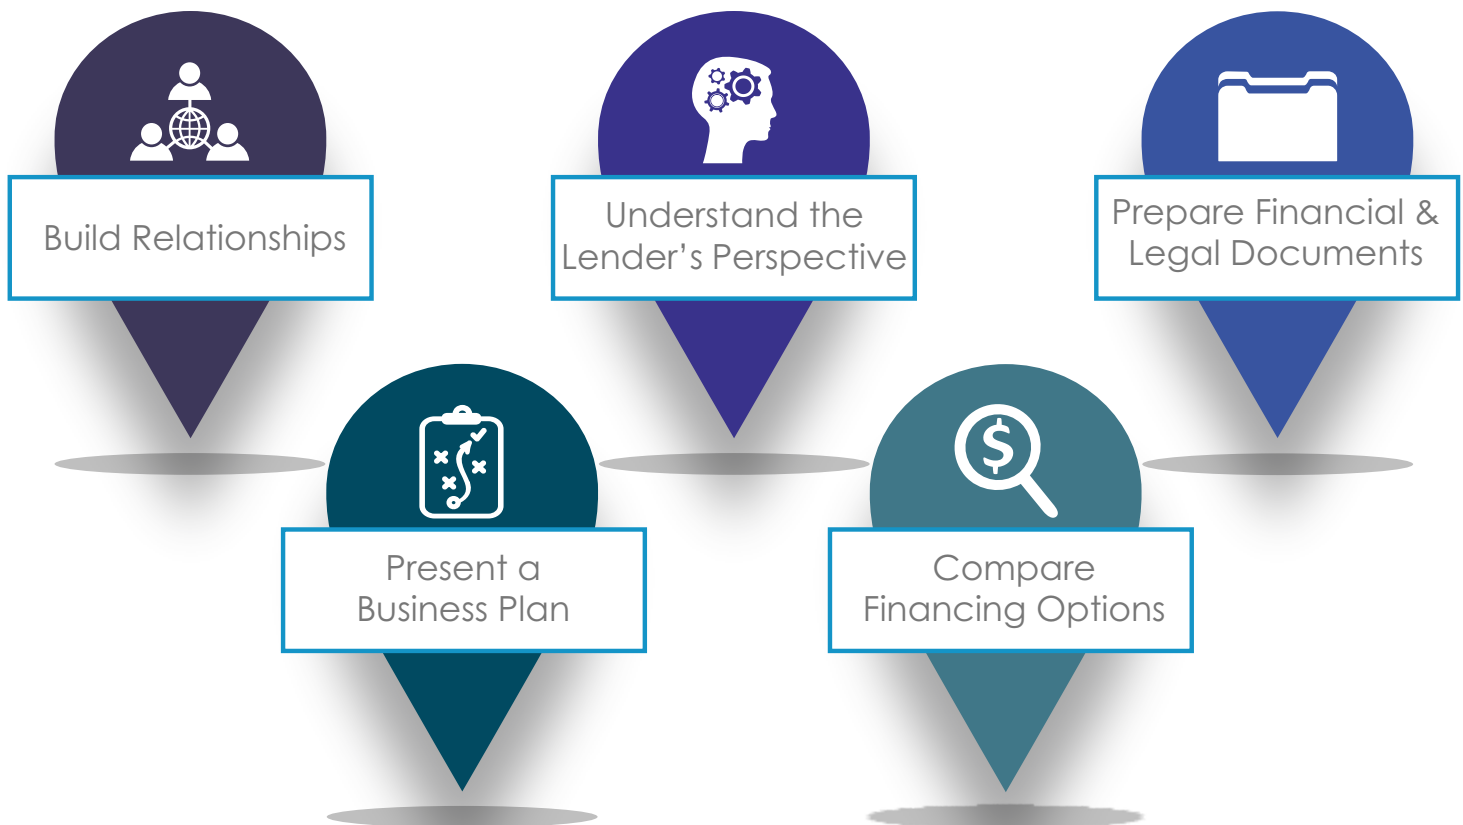 Build Relationships
Understand the
Lender’s Perspective
Prepare Financial &
Legal Documents
$
Present a
Business Plan
Compare
Financing Options